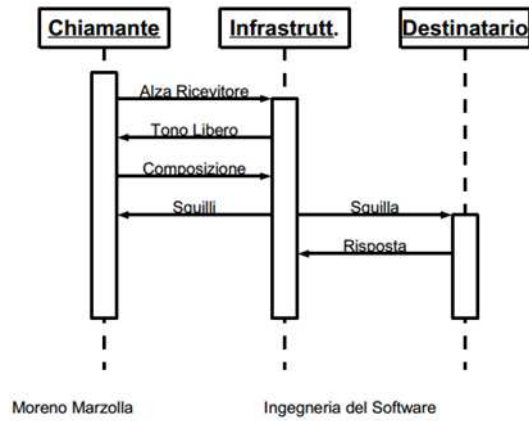 Chiamante Infrastrutt. Destinatario
Alza Ricevitore
Tono Libero
Composizione
Squilli Squilla
Risposta
Moreno Marzolla Ingegneria del Software